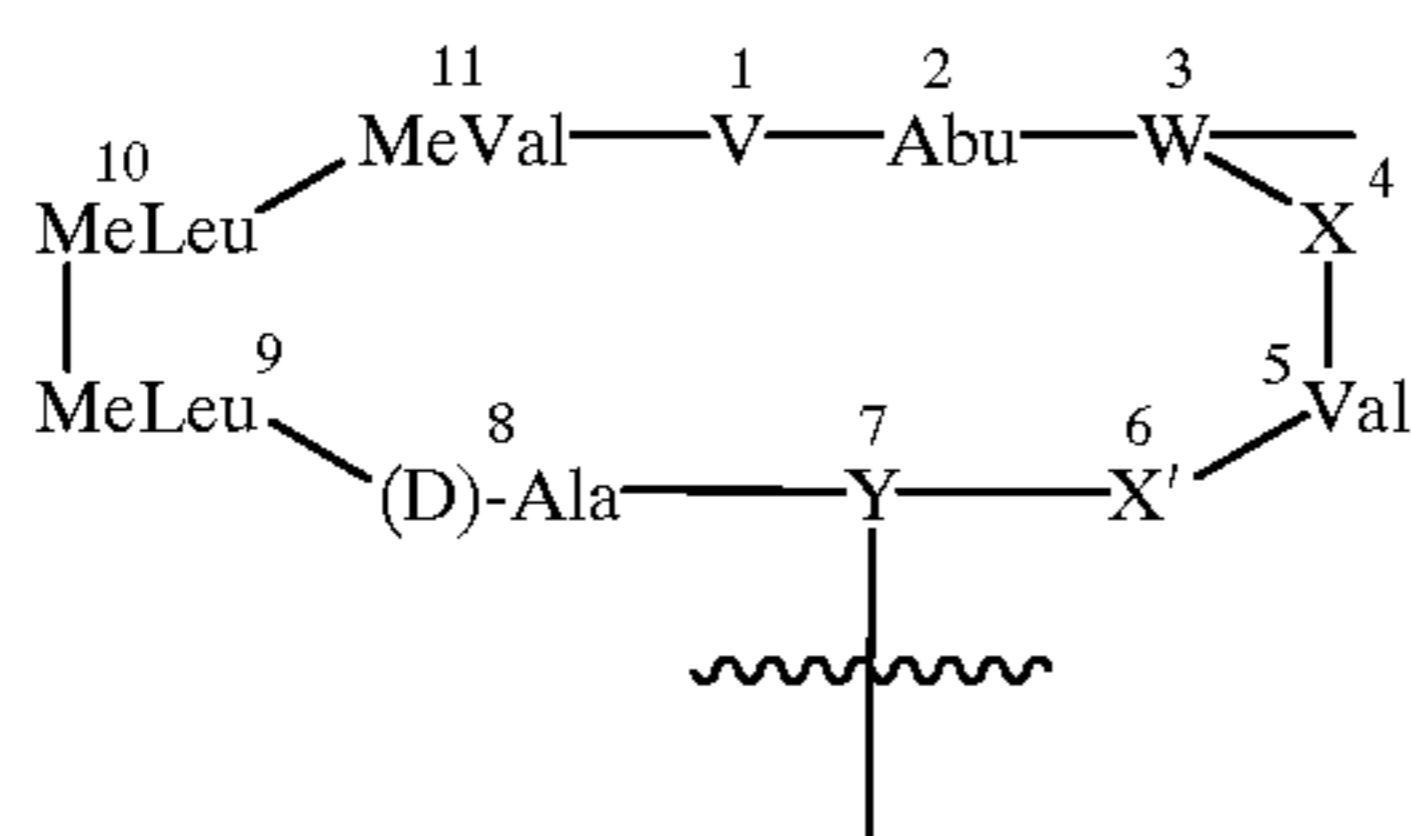 11 1 2 3
MeVal V Abu W
10 4
MeLeu X
9 5
MeLeu Val
8 7 6
(D)-Ala Y X′